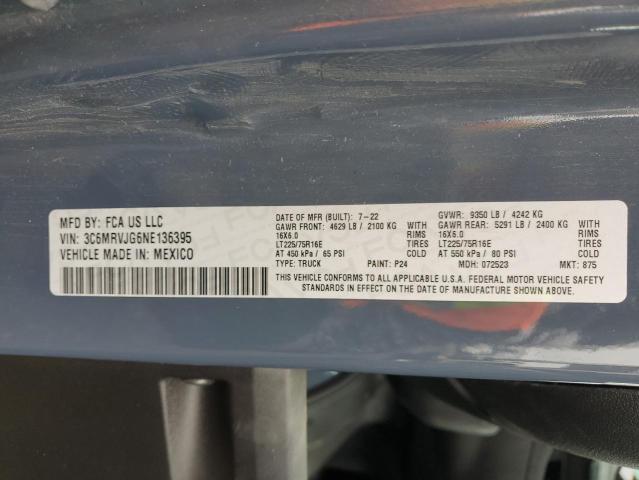 MFD BY: FCA US LLC
VIN: 3C6MRVJG6NE136395
VEHICLE MADE IN: MEXICO
DATE OF MFR (BUILT): 7-22 GVWR: 9350 LB / 4242 KG
GAWR FRONT: 4629 LB / 2100 KG WITH GAWR REAR: 5291 LB / 2400 KG WITH
16X6.0 RIMS 16X6.0 RIMS
LT225/75R16E TIRES LT225/75R16E TIRES
AT 450 kPa / 65 PSI COLD AT 550 kPa / 80 PSI COLD
TYPE: TRUCK PAINT: P24 MDH: 072523 MKT: 875
THIS VEHICLE CONFORMS TO ALL APPLICABLE U.S.A. FEDERAL MOTOR VEHICLE SAFETY
STANDARDS IN EFFECT ON THE DATE OF MANUFACTURE SHOWN ABOVE.